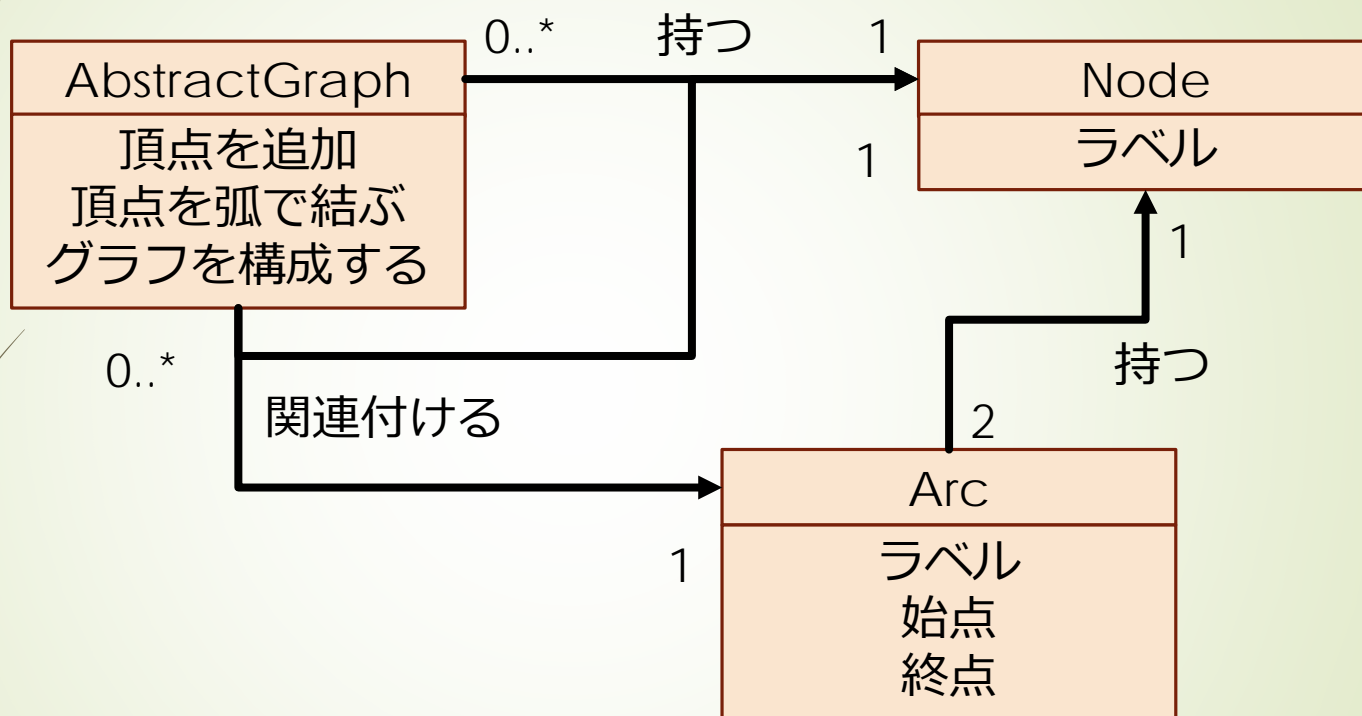 0..* 持つ 1
AbstractGraph
頂点を追加
頂点を弧で結ぶ
グラフを構成する
Node
ラベル
1
1
持つ
0..*
関連付ける
2
1
Arc
ラベル
始点
終点